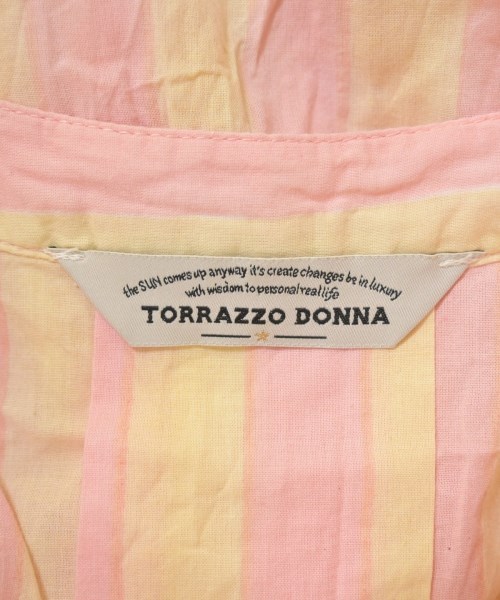 the SUN comes up anyway it's create changes be in luxury
with wisdom to personal real life
TORRAZZO DONNA